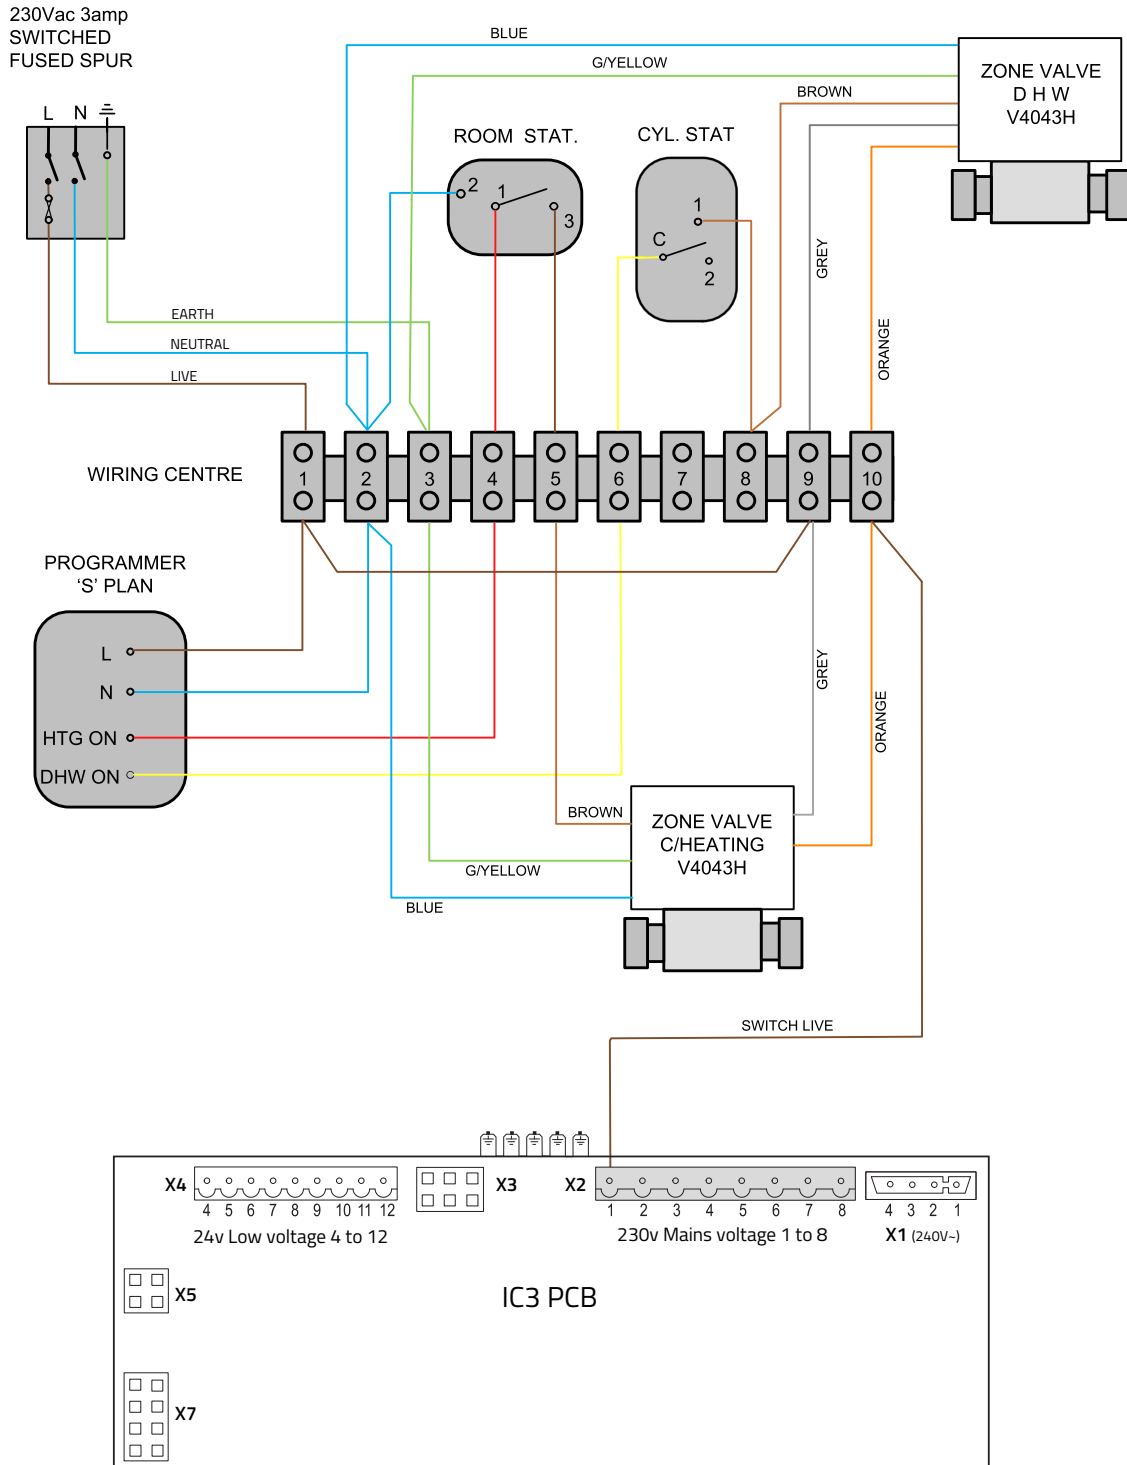 230Vac 3amp
SWITCHED
FUSED SPUR
L N
BLUE
G/YELLOW
BROWN
ZONE VALVE
D H W
V4043H
ROOM STAT.
2 1 3
CYL. STAT
1
C
2
GREY
ORANGE
EARTH
NEUTRAL
LIVE
WIRING CENTRE
1 2 3 4 5 6 7 8 9 10
PROGRAMMER
‘S’ PLAN
L
N
HTG ON
DHW ON
GREY
ORANGE
BROWN
G/YELLOW
BLUE
ZONE VALVE
C/HEATING
V4043H
SWITCH LIVE
X4
4 5 6 7 8 9 10 11 12
24v Low voltage 4 to 12
X3
X2
1 2 3 4 5 6 7 8
230v Mains voltage 1 to 8
4 3 2 1
X1 (240V~)
X5
IC3 PCB
X7